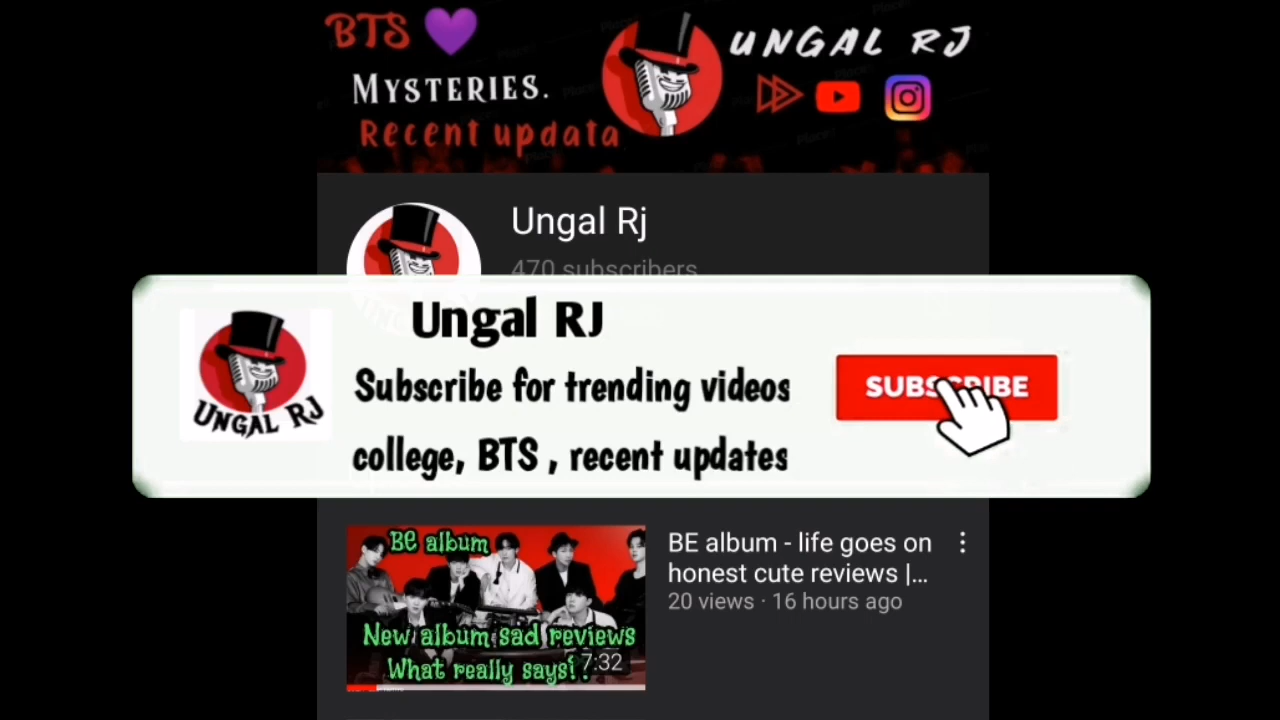 BTS 💜
MYSTERIES.
Recent updata
UNGAL RJ
Ungal Rj
470 subscribers
Ungal RJ
Subscribe for trending videos
college, BTS , recent updates
UNGAL RJ
SUBSCRIBE
BE album
New album sad reviews
What really says!?
7:32
BE album - life goes on
honest cute reviews |...
20 views · 16 hours ago